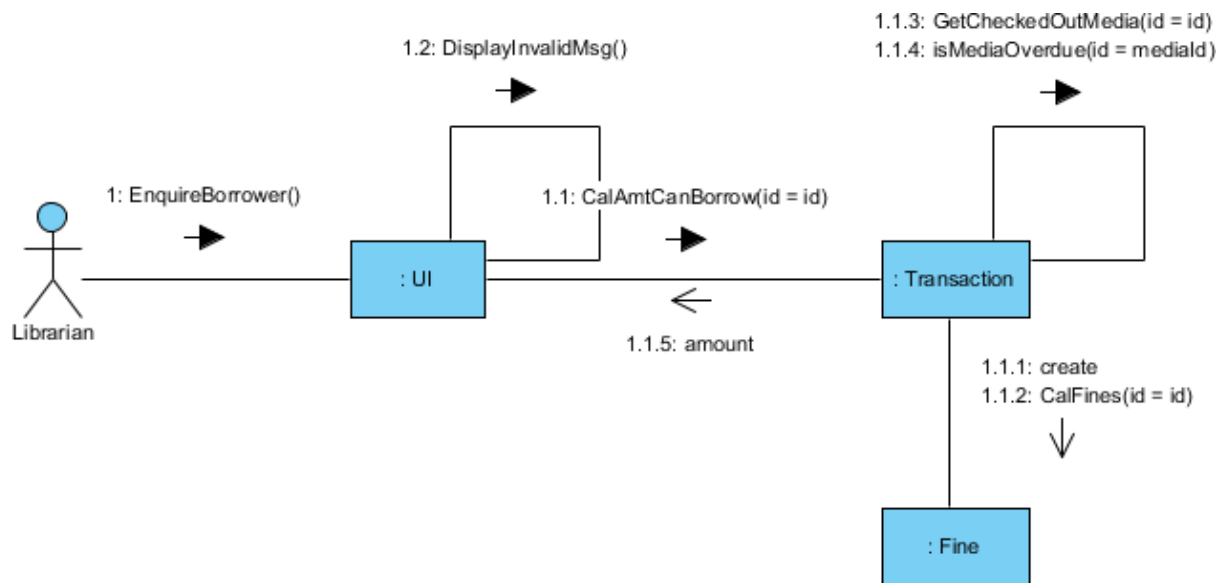 1.1.3: GetCheckedOutMedia(id = id)
1.2: DisplayInvalidMsg()
1.1.4: isMediaOverdue(id = mediaId)
1: EnquireBorrower()
1.1: CalAmtCanBorrow(id = id)
: UI
: Transaction
Librarian
1.1.5: amount
1.1.1: create
1.1.2: CalFines(id = id)
: Fine